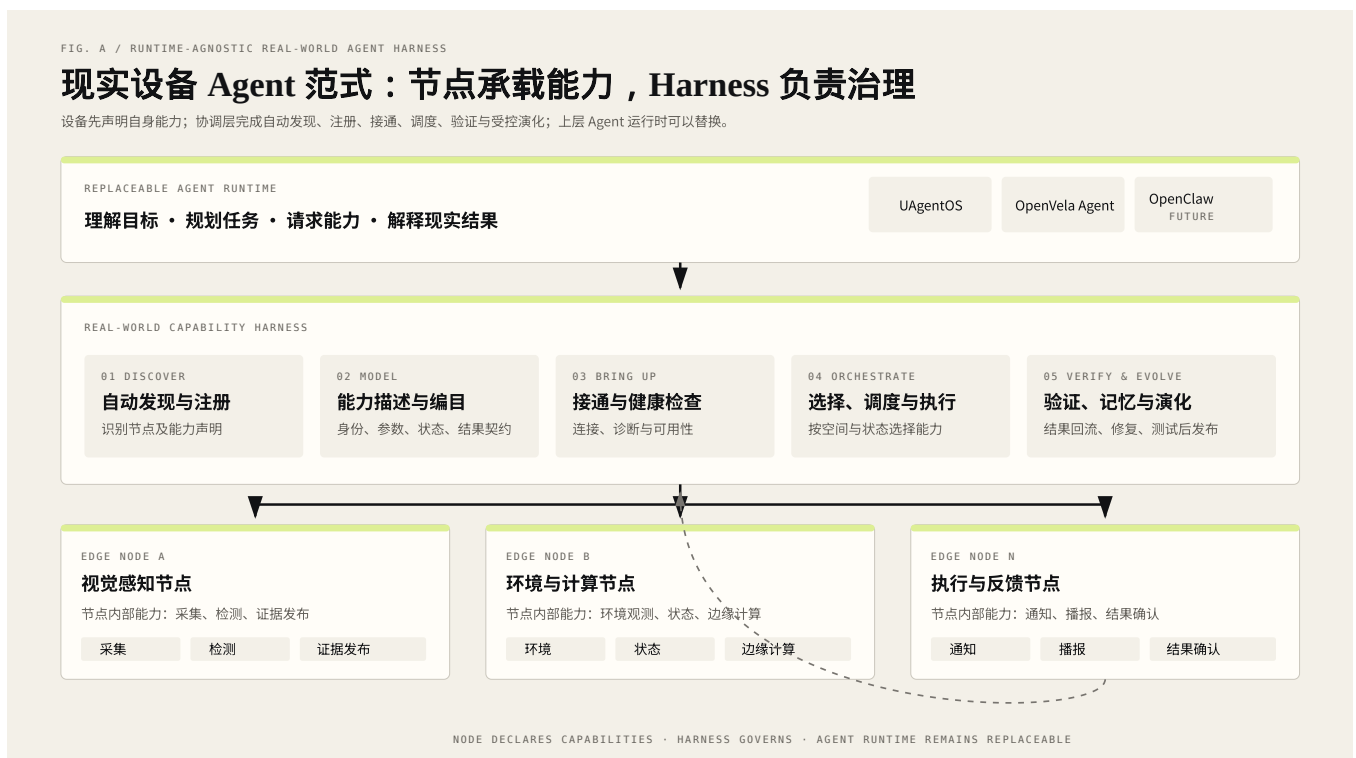 FIG. A / RUNTIME-AGNOSTIC REAL-WORLD AGENT HARNESS
现实设备 Agent 范式：节点承载能力，Harness 负责治理
设备先声明自身能力；协调层完成自动发现、注册、接通、调度、验证与受控演化；上层 Agent 运行时可以替换。
REPLACEABLE AGENT RUNTIME
理解目标 · 规划任务 · 请求能力 · 解释现实结果
UAgentOS
OpenVela Agent
OpenClaw
FUTURE
REAL-WORLD CAPABILITY HARNESS
01 DISCOVER
自动发现与注册
识别节点及能力声明
02 MODEL
能力描述与编目
身份、参数、状态、结果契约
03 BRING UP
接通与健康检查
连接、诊断与可用性
04 ORCHESTRATE
选择、调度与执行
按空间与状态选择能力
05 VERIFY & EVOLVE
验证、记忆与演化
结果回流、修复、测试后发布
EDGE NODE A
视觉感知节点
节点内部能力：采集、检测、证据发布
采集
检测
证据发布
EDGE NODE B
环境与计算节点
节点内部能力：环境观测、状态、边缘计算
环境
状态
边缘计算
EDGE NODE N
执行与反馈节点
节点内部能力：通知、播报、结果确认
通知
播报
结果确认
NODE DECLARES CAPABILITIES · HARNESS GOVERNS · AGENT RUNTIME REMAINS REPLACEABLE